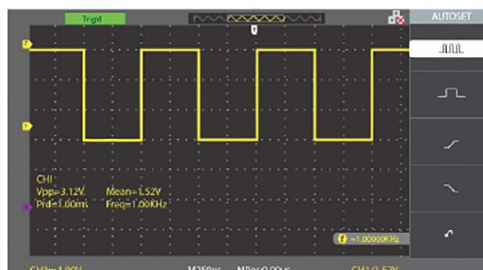 Trig'd
AUTOSET
T
CH1
Vpp=3.12V Mean=1.52V
Prd=1.00ms Freq=1.00KHz
f =1.00000KHz